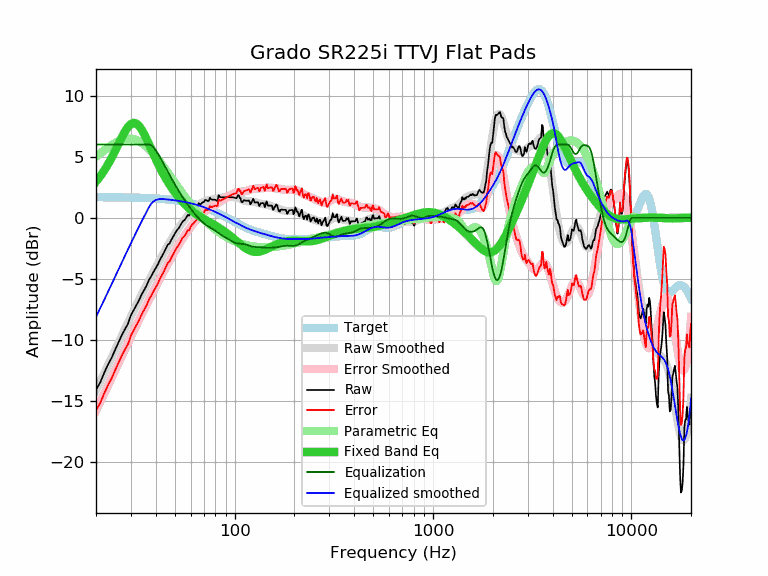 Grado SR225i TTVJ Flat Pads
Amplitude (dBr)
10
5
0
−5
−10
−15
−20
Target
Raw Smoothed
Error Smoothed
Raw
Error
Parametric Eq
Fixed Band Eq
Equalization
Equalized smoothed
100
1000
10000
Frequency (Hz)